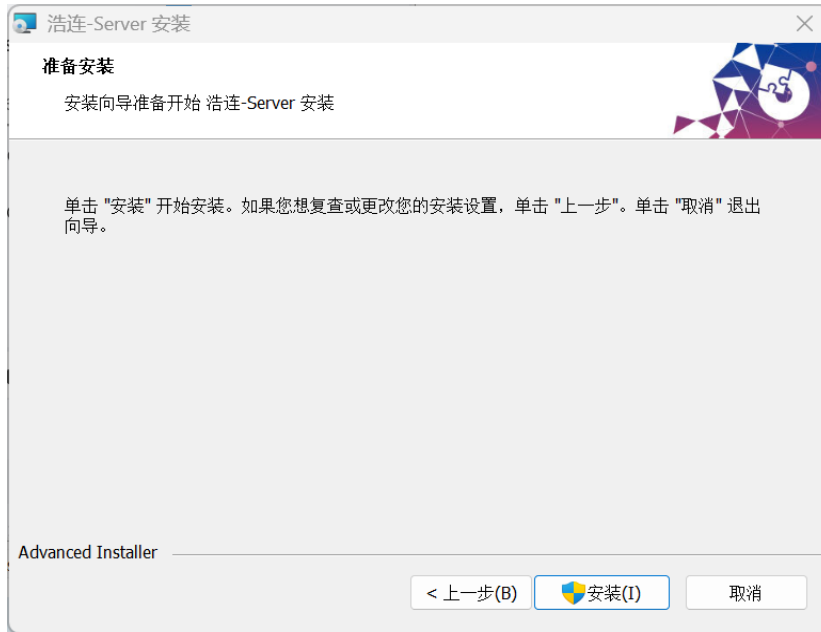 浩连-Server 安装
准备安装
安装向导准备开始 浩连-Server 安装
单击 "安装" 开始安装。如果您想复查或更改您的安装设置，单击 "上一步"。单击 "取消" 退出
向导。
Advanced Installer
< 上一步(B)
安装(I)
取消